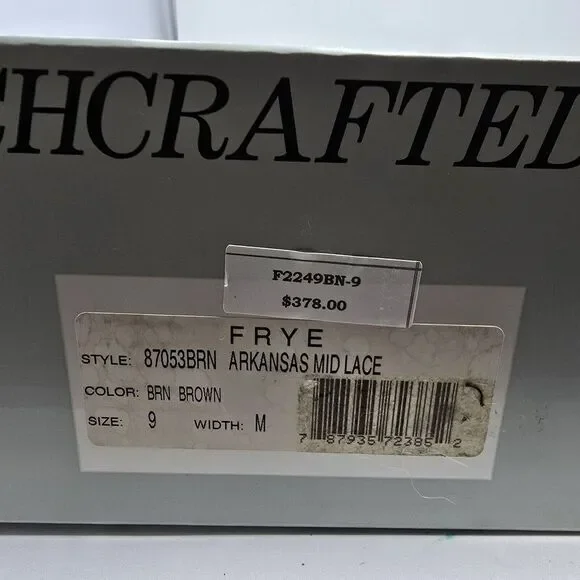 CHCRAFTED
F2249BN-9
$378.00
FRYE
STYLE: 87053BRN ARKANSAS MID LACE
COLOR: BRN BROWN
SIZE: 9 WIDTH: M
7 87935 72385 2